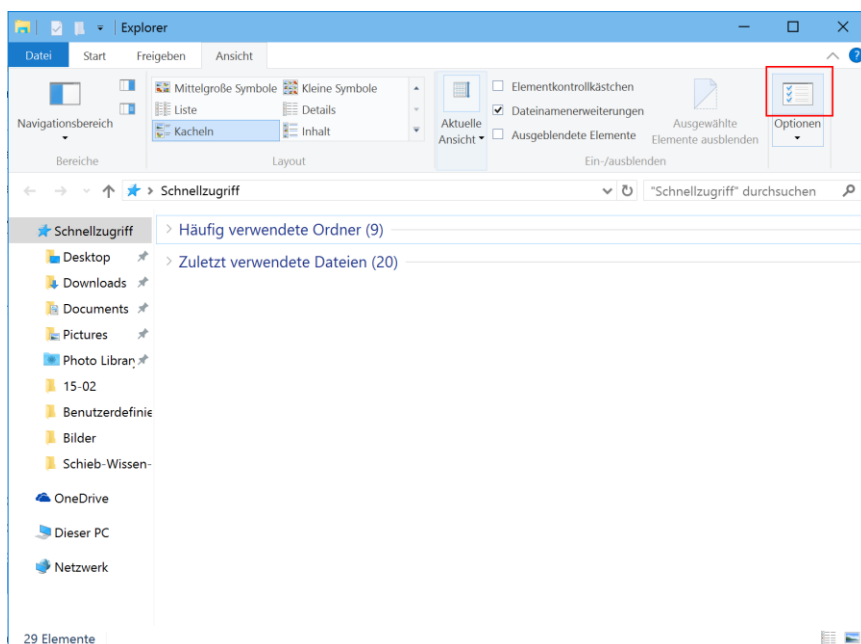 Explorer
Datei Start Freigeben Ansicht
Navigationsbereich
Bereiche
Mittelgroße Symbole Kleine Symbole
Liste Details
Kacheln Inhalt
Layout
Aktuelle
Ansicht
Elementkontrollkästchen
Dateinamenerweiterungen
Ausgeblendete Elemente
Ausgewählte
Elemente ausblenden
Ein-/ausblenden
Optionen
Schnellzugriff
"Schnellzugriff" durchsuchen
Schnellzugriff
Desktop
Downloads
Documents
Pictures
Photo Library
15-02
Benutzerdefinie
Bilder
Schieb-Wissen-
OneDrive
Dieser PC
Netzwerk
Häufig verwendete Ordner (9)
Zuletzt verwendete Dateien (20)
29 Elemente